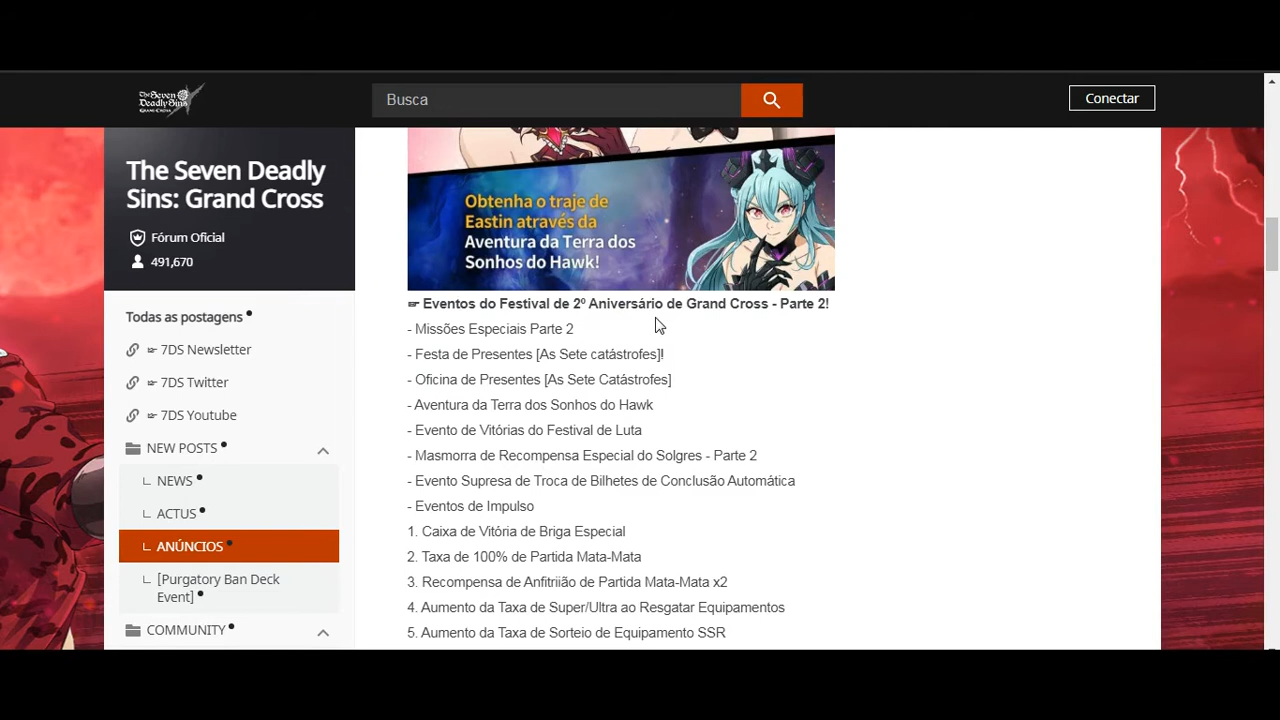 The Seven
Deadly Sins
GRAND CROSS
Busca
Conectar
The Seven Deadly
Sins: Grand Cross
Fórum Oficial
491,670
Todas as postagens
☞ 7DS Newsletter
☞ 7DS Twitter
☞ 7DS Youtube
NEW POSTS
NEWS
ACTUS
ANÚNCIOS
[Purgatory Ban Deck
Event]
COMMUNITY
Obtenha o traje de
Eastin através da
Aventura da Terra dos
Sonhos do Hawk!
☞ Eventos do Festival de 2º Aniversário de Grand Cross - Parte 2!
- Missões Especiais Parte 2
- Festa de Presentes [As Sete catástrofes]!
- Oficina de Presentes [As Sete Catástrofes]
- Aventura da Terra dos Sonhos do Hawk
- Evento de Vitórias do Festival de Luta
- Masmorra de Recompensa Especial do Solgres - Parte 2
- Evento Supresa de Troca de Bilhetes de Conclusão Automática
- Eventos de Impulso
1. Caixa de Vitória de Briga Especial
2. Taxa de 100% de Partida Mata-Mata
3. Recompensa de Anfitriião de Partida Mata-Mata x2
4. Aumento da Taxa de Super/Ultra ao Resgatar Equipamentos
5. Aumento da Taxa de Sorteio de Equipamento SSR